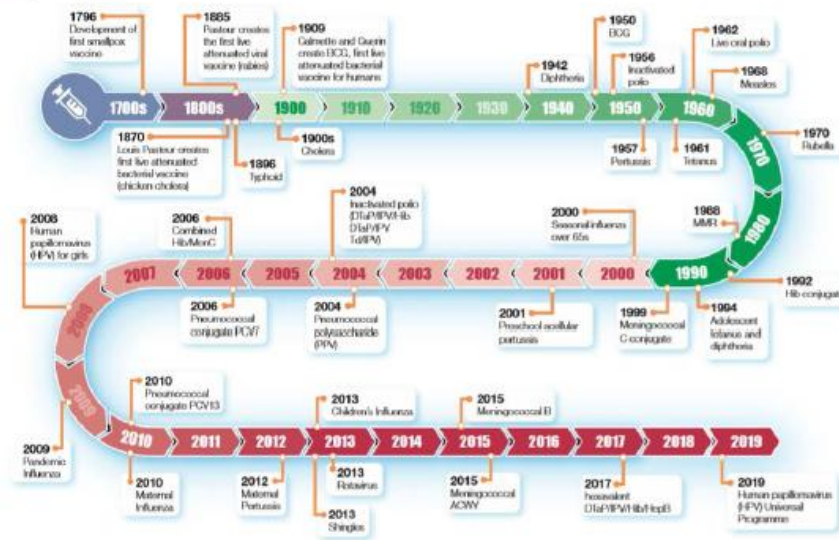 1796
Development of
first smallpox
vaccine
1885
Pasteur creates
the first live
attenuated viral
vaccine (rabies)
1909
Calmette and Guerin
create BCG, first live
attenuated bacterial
vaccine for humans
1942
Diphtheria
1950
BCG
1956
Inactivated
polio
1962
Live oral polio
1968
Measles
1700s
1800s
1900
1910
1920
1930
1940
1950
1960
1970
1980
1990
1870
Louis Pasteur creates
first live attenuated
bacterial vaccine
(chicken cholera)
1896
Typhoid
1900s
Cholera
1957
Pertussis
1961
Tetanus
1970
Rubella
1988
MMR
1992
Hib conjugate
1994
Adolescent
tetanus and
diphtheria
1999
Meningococcal
C conjugate
2000
Seasonal influenza
over 65s
2001
Preschool acellular
pertussis
2004
Inactivated polio
(DTaP/IPV/Hib
DTaP/IPV
Td/IPV)
2004
Pneumococcal
polysaccharide
(PPV)
2006
Combined
Hib/MenC
2006
Pneumococcal
conjugate PCV7
2008
Human
papillomavirus
(HPV) for girls
2007
2006
2005
2004
2003
2002
2001
2000
2008
2009
2009
Pandemic
Influenza
2010
Pneumococcal
conjugate PCV13
2010
Maternal
Influenza
2012
Maternal
Pertussis
2013
Children's Influenza
2013
Rotavirus
2013
Shingles
2015
Meningococcal B
2015
Meningococcal
ACWY
2017
hexavalent
DTaP/IPV/Hib/HepB
2019
Human papillomavirus
(HPV) Universal
Programme
2010
2011
2012
2013
2014
2015
2016
2017
2018
2019